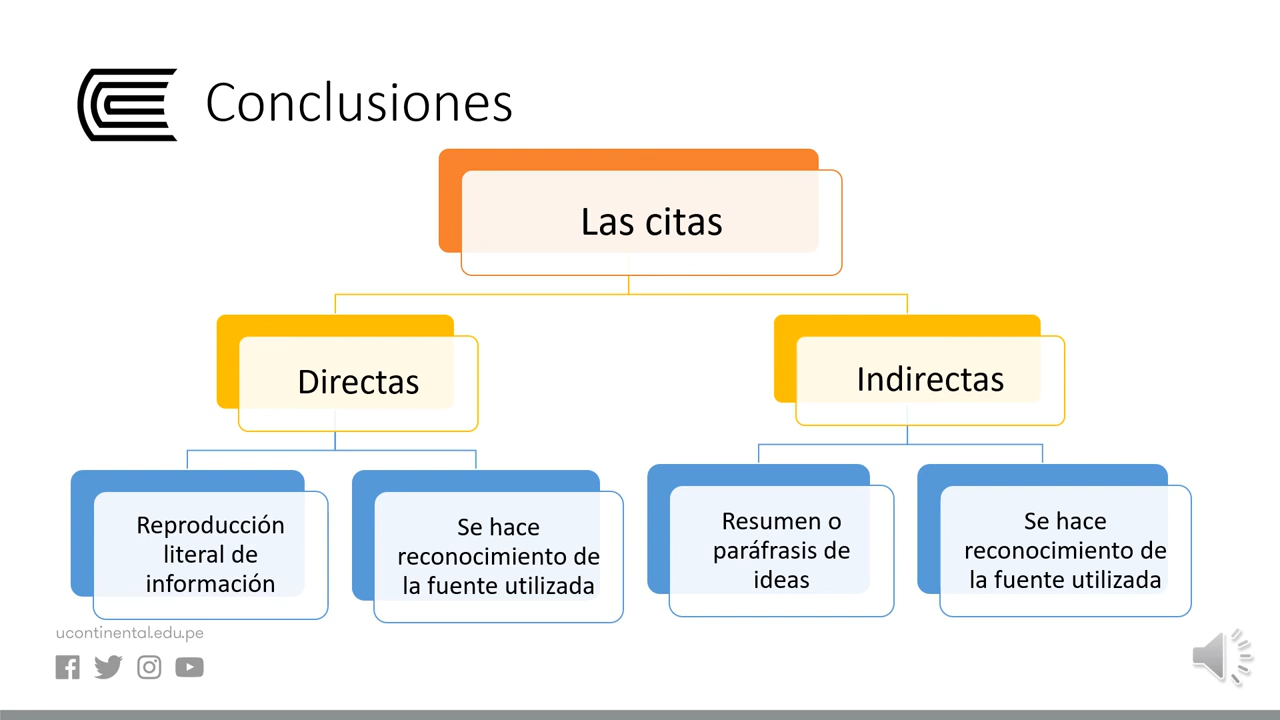 Conclusiones
Las citas
Directas
Indirectas
Reproducción
literal de
información
Se hace
reconocimiento de
la fuente utilizada
Resumen o
paráfrasis de
ideas
Se hace
reconocimiento de
la fuente utilizada
ucontinental.edu.pe